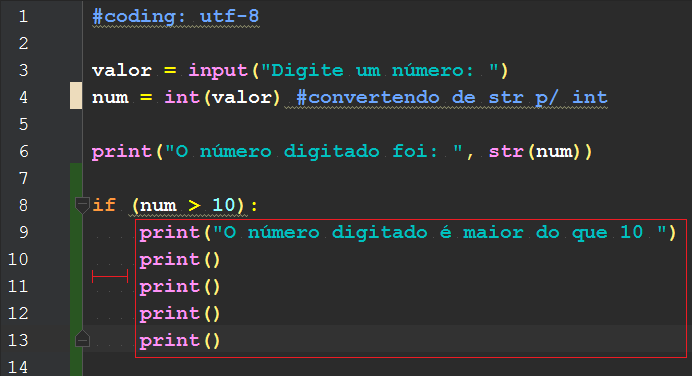 1 #coding: utf-8
2
3 valor = input("Digite um número: ")
4 num = int(valor) #convertendo de str p/ int
5
6 print("O número digitado foi: ", str(num))
7
8 if (num > 10):
9 print("O número digitado é maior do que 10 ")
10 print()
11 print()
12 print()
13 print()
14